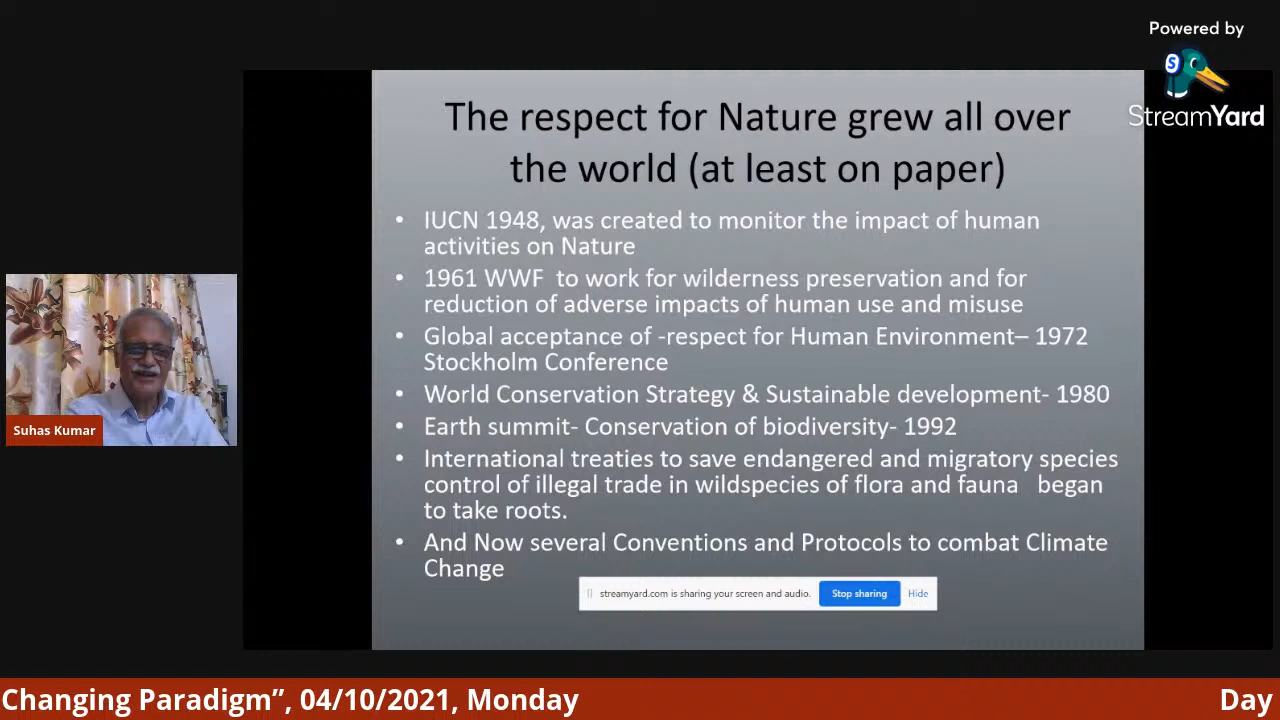 Powered by
StreamYard
The respect for Nature grew all over
the world (at least on paper)
• IUCN 1948, was created to monitor the impact of human
activities on Nature
• 1961 WWF to work for wilderness preservation and for
reduction of adverse impacts of human use and misuse
• Global acceptance of -respect for Human Environment– 1972
Stockholm Conference
• World Conservation Strategy & Sustainable development- 1980
• Earth summit- Conservation of biodiversity- 1992
• International treaties to save endangered and migratory species
control of illegal trade in wildspecies of flora and fauna began
to take roots.
• And Now several Conventions and Protocols to combat Climate
Change
streamyard.com is sharing your screen and audio. Stop sharing Hide
Suhas Kumar
Changing Paradigm”, 04/10/2021, Monday Day